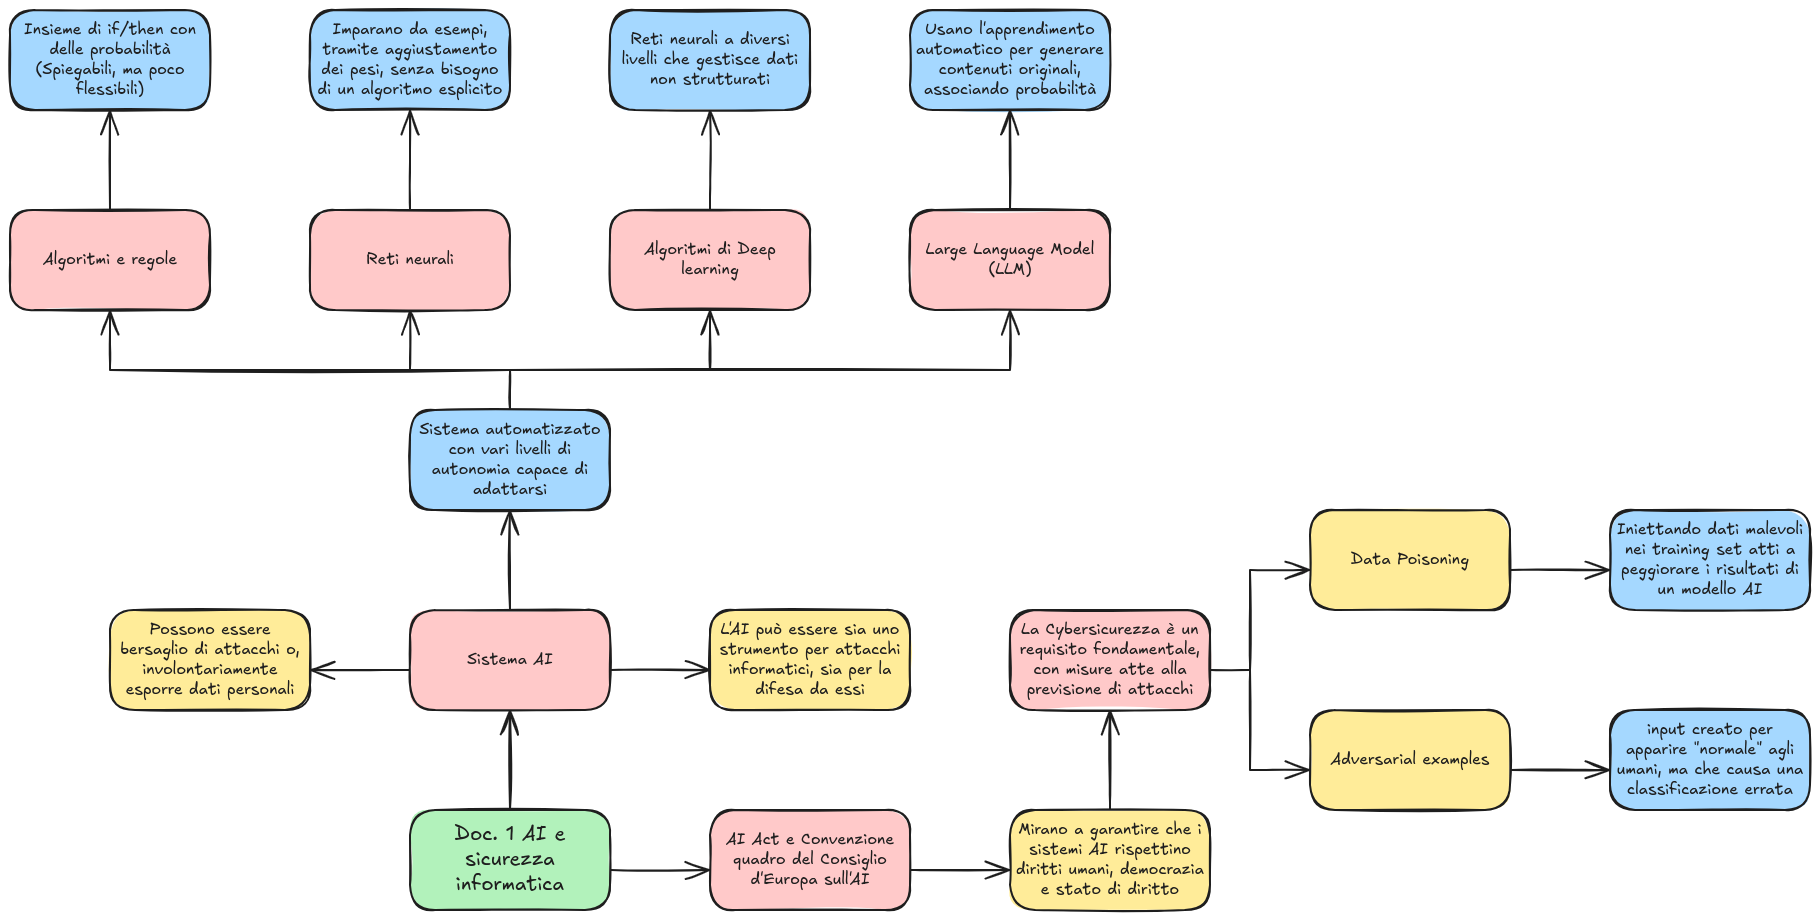 Insieme di if/then con
delle probabilità
(Spiegabili, ma poco
flessibili)
Imparano da esempi,
tramite aggiustamento
dei pesi, senza bisogno
di un algoritmo esplicito
Reti neurali a diversi
livelli che gestisce dati
non strutturati
Usano l'apprendimento
automatico per generare
contenuti originali,
associando probabilità
Algoritmi e regole
Reti neurali
Algoritmi di Deep
learning
Large Language Model
(LLM)
Sistema automatizzato
con vari livelli di
autonomia capace di
adattarsi
Possono essere
bersaglio di attacchi o,
involontariamente
esporre dati personali
Sistema AI
L'AI può essere sia uno
strumento per attacchi
informatici, sia per la
difesa da essi
La Cybersicurezza è un
requisito fondamentale,
con misure atte alla
previsione di attacchi
Data Poisoning
Iniettando dati malevoli
nei training set atti a
peggiorare i risultati di
un modello AI
Adversarial examples
input creato per
apparire "normale" agli
umani, ma che causa una
classificazione errata
Doc. 1 AI e
sicurezza
informatica
AI Act e Convenzione
quadro del Consiglio
d'Europa sull'AI
Mirano a garantire che i
sistemi AI rispettino
diritti umani, democrazia
e stato di diritto